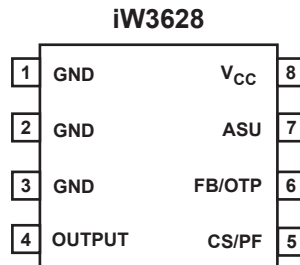 iW3628
1 GND V_CC 8
2 GND ASU 7
3 GND FB/OTP 6
4 OUTPUT CS/PF 5